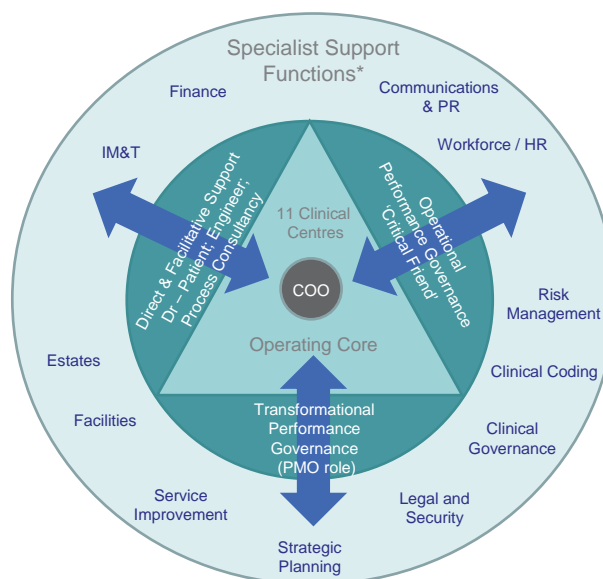 Specialist Support
Functions*
Finance
Communications
& PR
IM&T
Workforce / HR
Direct & Facilitative Support
Dr – Patient; Engineer;
Process Consultancy
Operational
Performance Governance
‘Critical Friend’
11 Clinical
Centres
COO
Operating Core
Risk
Management
Estates
Clinical Coding
Facilities
Transformational
Performance
Governance
(PMO role)
Clinical
Governance
Service
Improvement
Legal and
Security
Strategic
Planning